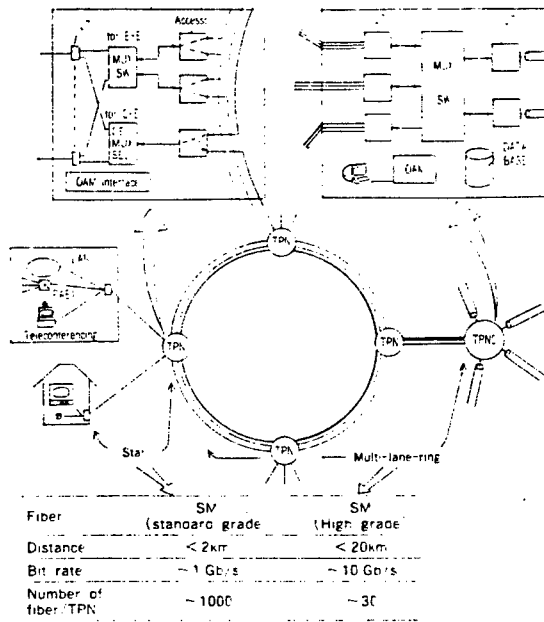 for
Access
MUX
SW
for
MUX
SEL
OAM interface
MUX
SW
DATA
BASE
OAM
TPN
LAN
Teleconferencing
TPN
TPN
TPN
Star
Multi-lane-ring
Fiber
SM
(standard grade
SM
(High grade)
Distance
< 2km
< 20km
Bit rate
~ 1 Gb/s
~ 10 Gb/s
Number of
fiber/TPN
~ 1000
~ 30